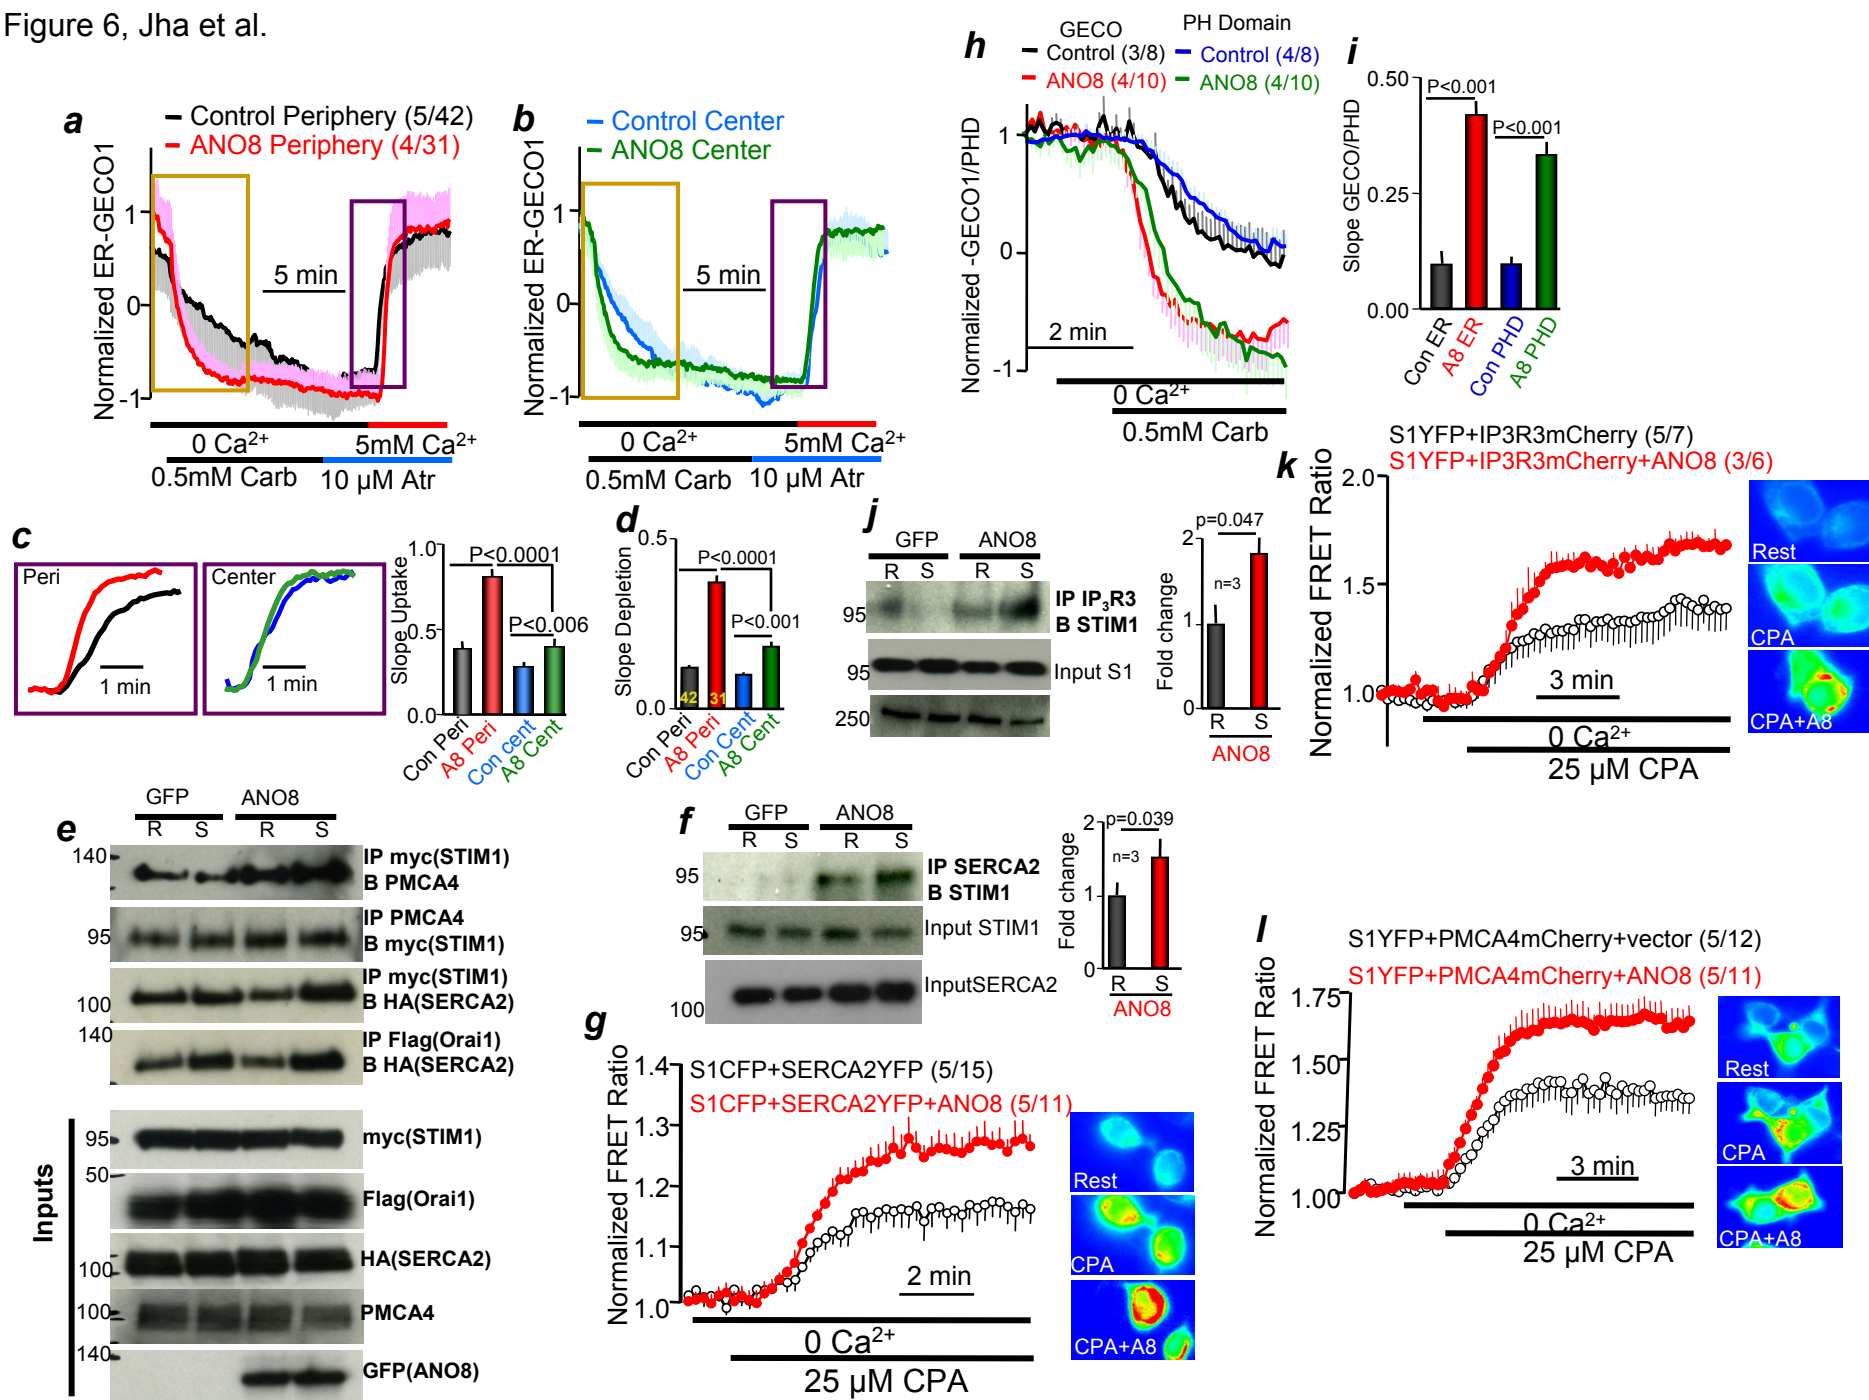 Figure 6, Jha et al.
a
Control Periphery (5/42)
ANO8 Periphery (4/31)
Normalized ER-GECO1
1
0
-1
5 min
0 Ca²⁺
5mM Ca²⁺
0.5mM Carb
10 µM Atr
b
Control Center
ANO8 Center
Normalized ER-GECO1
1
0
-1
5 min
0 Ca²⁺
5mM Ca²⁺
0.5mM Carb
10 µM Atr
h
GECO
PH Domain
Control (3/8)
Control (4/8)
ANO8 (4/10)
ANO8 (4/10)
Normalized -GECO1/PHD
1
0
-1
2 min
0 Ca²⁺
0.5mM Carb
i
Slope GECO/PHD
0.50
0.25
0.00
P<0.001
P<0.001
Con ER
A8 ER
Con PHD
A8 PHD
c
Peri
1 min
Center
1 min
Slope Uptake
1.0
0.5
0.0
P<0.0001
P<0.006
Con Peri
A8 Peri
Con cent
A8 Cent
d
Slope Depletion
0.5
0.0
P<0.0001
P<0.001
42
31
Con Peri
A8 Peri
Con Cent
A8 Cent
j
GFP
ANO8
R S R S
95
IP IP₃R3
B STIM1
95
Input S1
250
Fold change
2
1
0
p=0.047
n=3
R S
ANO8
k
S1YFP+IP3R3mCherry (5/7)
S1YFP+IP3R3mCherry+ANO8 (3/6)
Normalized FRET Ratio
2.0
1.5
1.0
3 min
0 Ca²⁺
25 µM CPA
Rest
CPA
CPA+A8
e
GFP
ANO8
R S R S
140
IP myc(STIM1)
B PMCA4
95
IP PMCA4
B myc(STIM1)
100
IP myc(STIM1)
B HA(SERCA2)
140
IP Flag(Orai1)
B HA(SERCA2)
Inputs
95
myc(STIM1)
50
Flag(Orai1)
100
HA(SERCA2)
100
PMCA4
140
GFP(ANO8)
f
GFP
ANO8
R S R S
95
IP SERCA2
B STIM1
95
Input STIM1
100
InputSERCA2
Fold change
2
1
0
p=0.039
n=3
R S
ANO8
g
S1CFP+SERCA2YFP (5/15)
S1CFP+SERCA2YFP+ANO8 (5/11)
Normalized FRET Ratio
1.4
1.3
1.2
1.1
1.0
2 min
0 Ca²⁺
25 µM CPA
Rest
CPA
CPA+A8
l
S1YFP+PMCA4mCherry+vector (5/12)
S1YFP+PMCA4mCherry+ANO8 (5/11)
Normalized FRET Ratio
1.75
1.50
1.25
1.00
3 min
0 Ca²⁺
25 µM CPA
Rest
CPA
CPA+A8